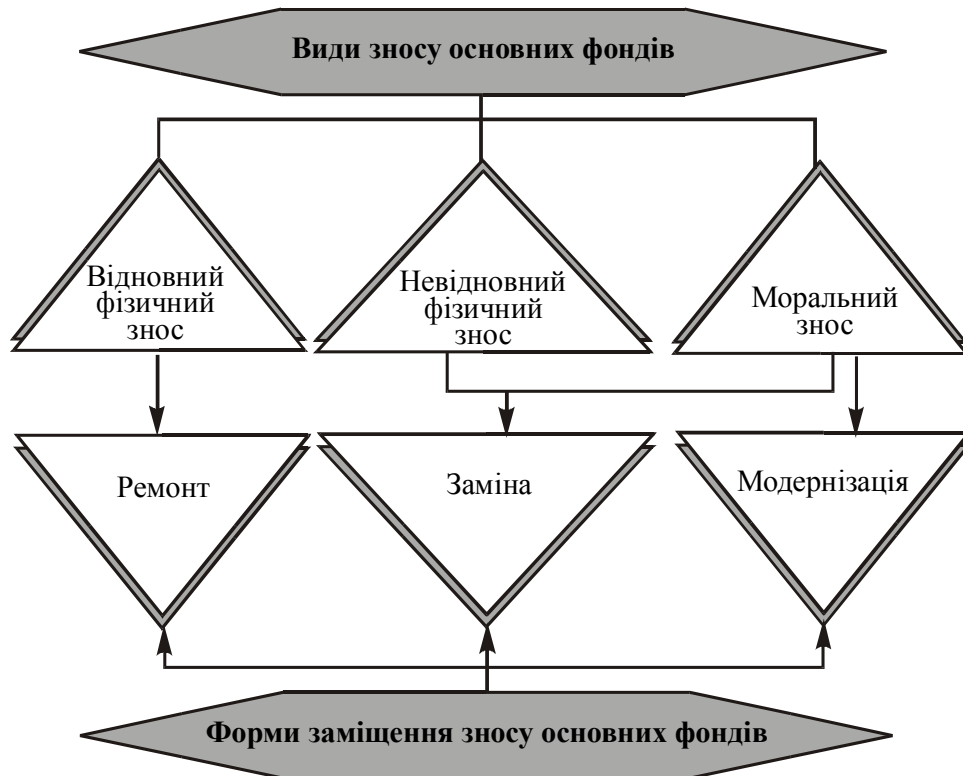 Види зносу основних фондів
Відновний
фізичний
знос
Невідновний
фізичний
знос
Моральний
знос
Ремонт
Заміна
Модернізація
Форми заміщення зносу основних фондів